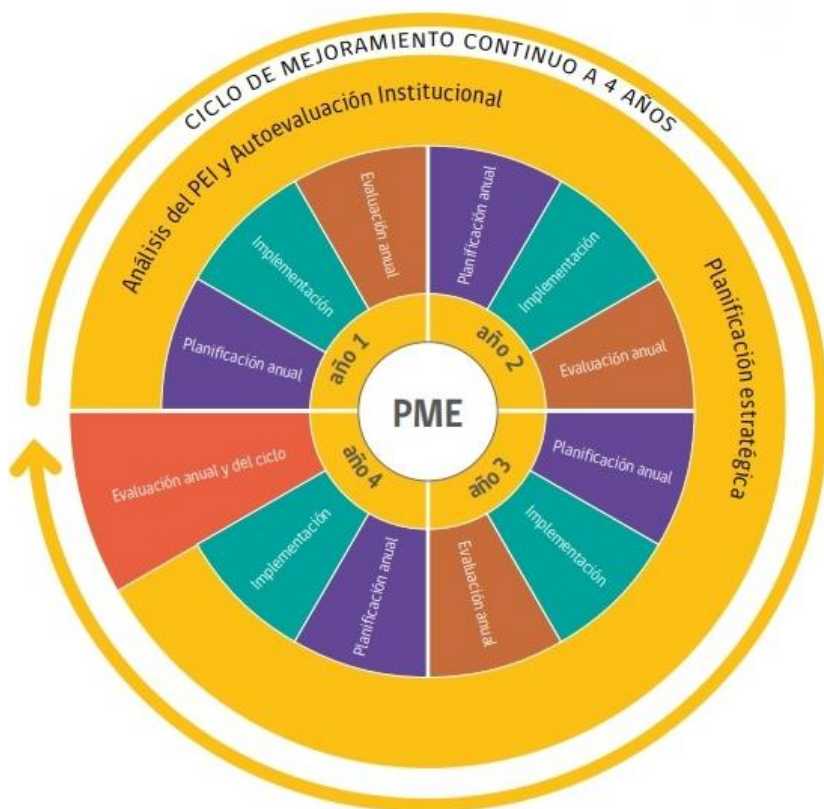 CICLO DE MEJORAMIENTO CONTINUO A 4 AÑOS
Análisis del PEI y Autoevaluación Institucional
Planificación estratégica
PME
año 1
Planificación anual
Implementación
Evaluación anual
año 2
Planificación anual
Implementación
Evaluación anual
año 3
Planificación anual
Implementación
Evaluación anual
año 4
Planificación anual
Implementación
Evaluación anual y del ciclo